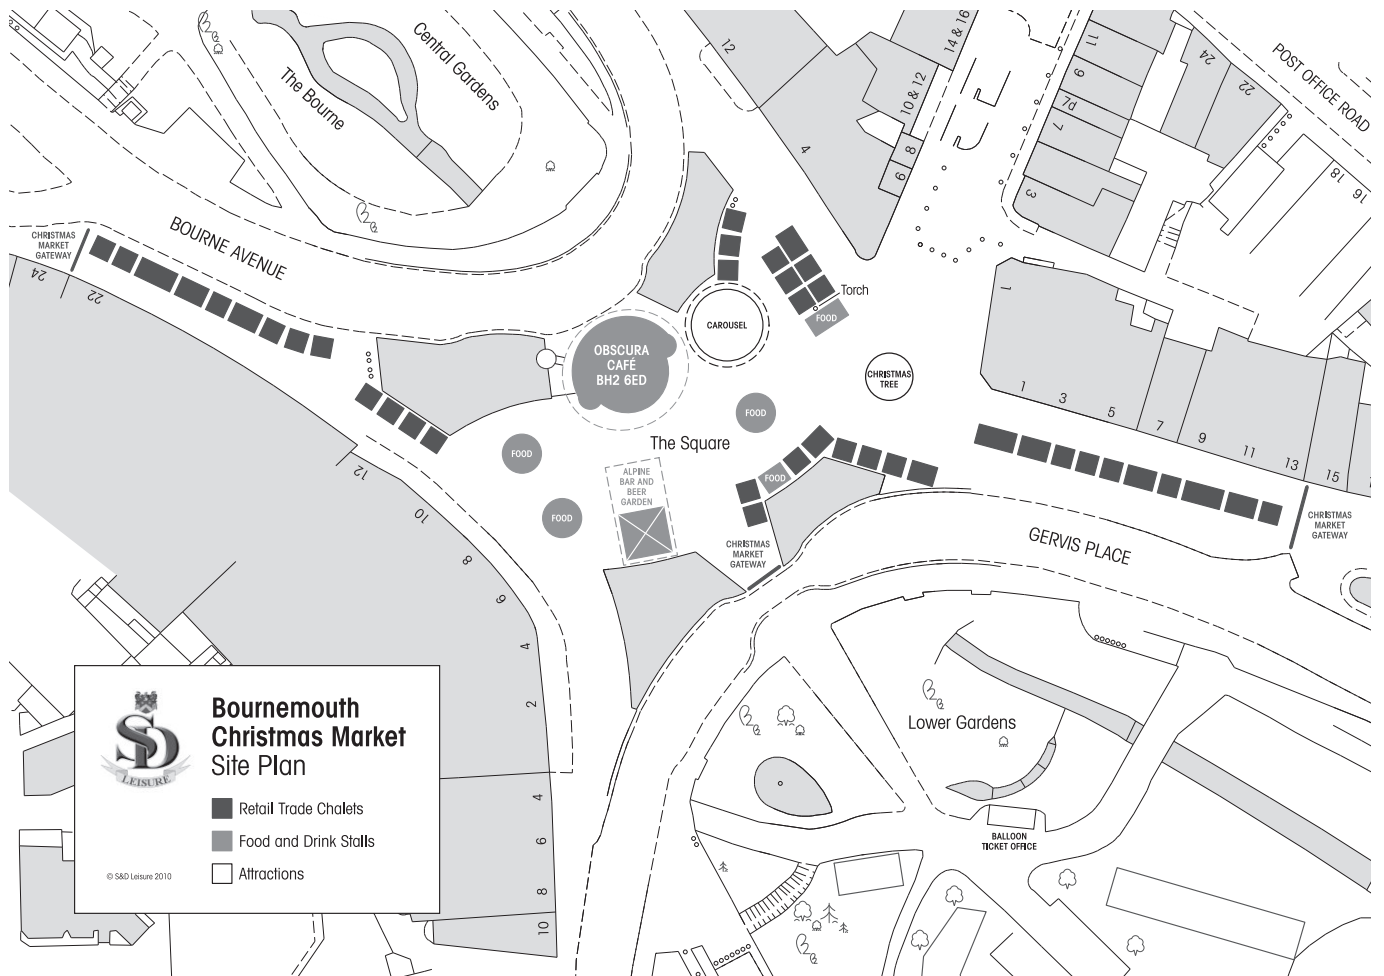 Central Gardens
The Bourne
12
14 & 16
10 & 12
8
6
4
11
9
7d
7
3
24
22
POST OFFICE ROAD
18
16
CHRISTMAS
MARKET
GATEWAY
BOURNE AVENUE
24
22
Torch
FOOD
CAROUSEL
OBSCURA
CAFÉ
BH2 6ED
CHRISTMAS
TREE
1
1
3
5
7
9
11
13
15
FOOD
The Square
FOOD
FOOD
FOOD
ALPINE
BAR AND
BEER
GARDEN
CHRISTMAS
MARKET
GATEWAY
GERVIS PLACE
CHRISTMAS
MARKET
GATEWAY
12
10
8
6
4
2
4
6
8
10
Lower Gardens
BALLOON
TICKET OFFICE
SD
LEISURE
Bournemouth
Christmas Market
Site Plan
Retail Trade Chalets
Food and Drink Stalls
Attractions
© S&D Leisure 2010